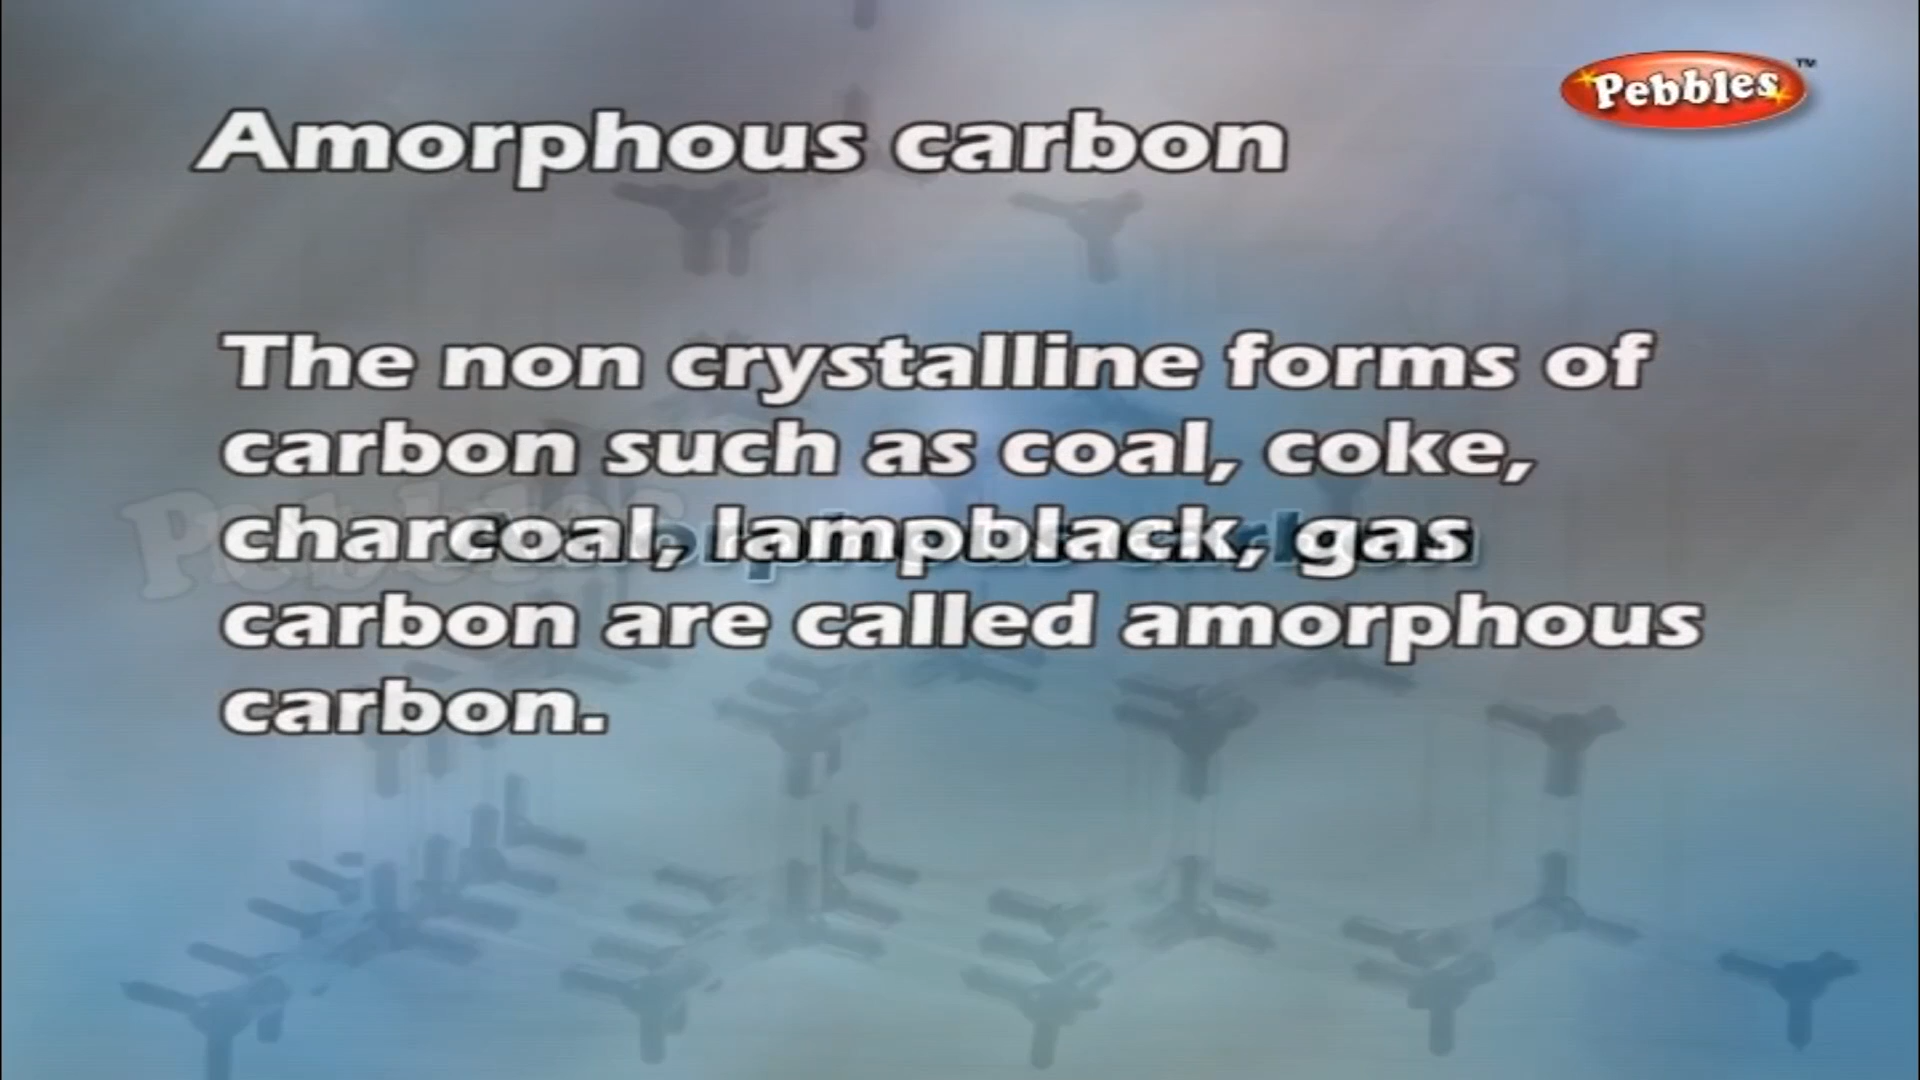 Pebbles™
Amorphous carbon
The non crystalline forms of
carbon such as coal, coke,
charcoal, lampblack, gas
carbon are called amorphous
carbon.
Pebbles